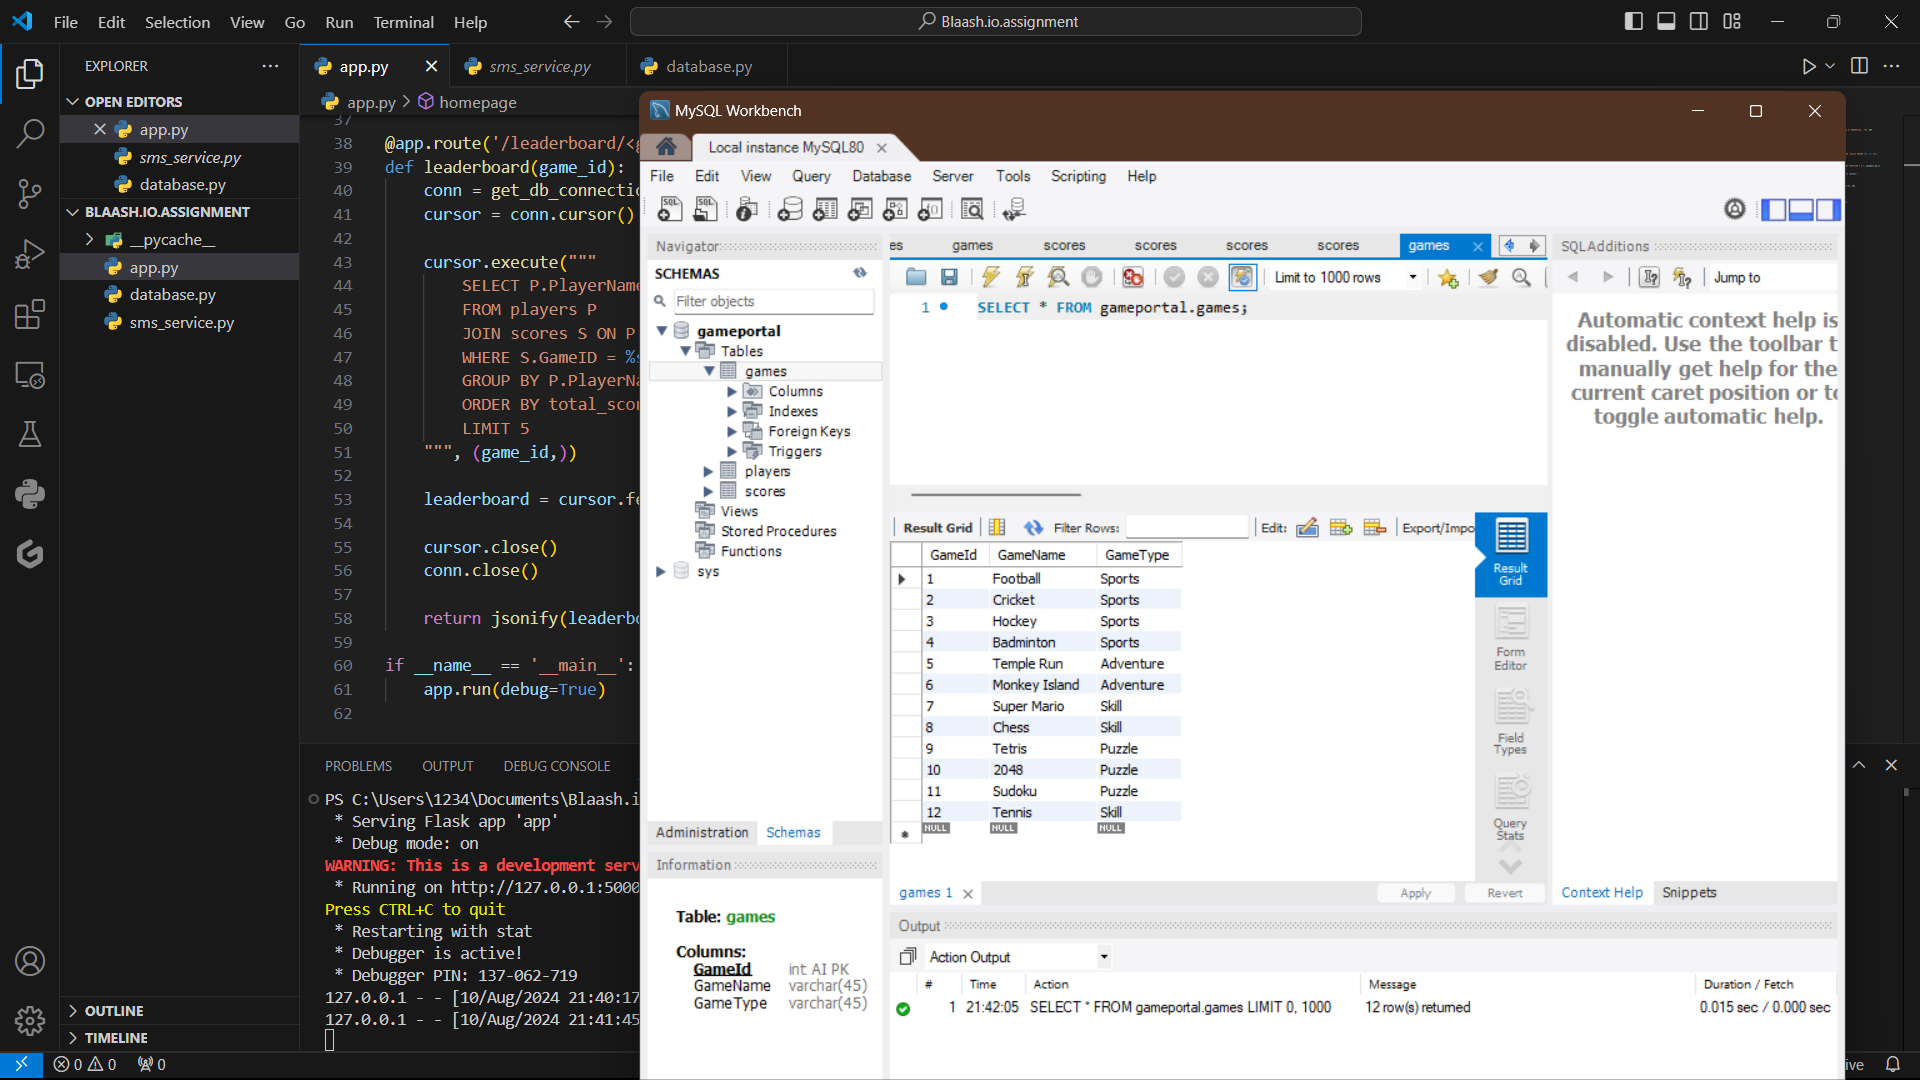 File Edit Selection View Go Run Terminal Help
Blaash.io.assignment
EXPLORER
OPEN EDITORS
app.py
sms_service.py
database.py
BLAASH.IO.ASSIGNMENT
__pycache__
app.py
database.py
sms_service.py
OUTLINE
TIMELINE
app.py
sms_service.py
database.py
app.py > homepage
37
38 @app.route('/leaderboard/<g
39 def leaderboard(game_id):
40 conn = get_db_connectio
41 cursor = conn.cursor()
42
43 cursor.execute("""
44 SELECT P.PlayerName
45 FROM players P
46 JOIN scores S ON P
47 WHERE S.GameID = %s
48 GROUP BY P.PlayerNa
49 ORDER BY total_scor
50 LIMIT 5
51 """, (game_id,))
52
53 leaderboard = cursor.fe
54
55 cursor.close()
56 conn.close()
57
58 return jsonify(leaderbo
59
60 if __name__ == '__main__':
61 app.run(debug=True)
62
PROBLEMS OUTPUT DEBUG CONSOLE
PS C:\Users\1234\Documents\Blaash.i
* Serving Flask app 'app'
* Debug mode: on
WARNING: This is a development serv
* Running on http://127.0.0.1:5000
Press CTRL+C to quit
* Restarting with stat
* Debugger is active!
* Debugger PIN: 137-062-719
127.0.0.1 - - [10/Aug/2024 21:40:17
127.0.0.1 - - [10/Aug/2024 21:41:45
0 0 0
ive
MySQL Workbench
Local instance MySQL80
File Edit View Query Database Server Tools Scripting Help
Navigator
SCHEMAS
Filter objects
gameportal
Tables
games
Columns
Indexes
Foreign Keys
Triggers
players
scores
Views
Stored Procedures
Functions
sys
Administration Schemas
Information
Table: games
Columns:
GameId int AI PK
GameName varchar(45)
GameType varchar(45)
es games scores scores scores scores games
Limit to 1000 rows
1 SELECT * FROM gameportal.games;
Result Grid Filter Rows: Edit: Export/Impo
GameId GameName GameType
1 Football Sports
2 Cricket Sports
3 Hockey Sports
4 Badminton Sports
5 Temple Run Adventure
6 Monkey Island Adventure
7 Super Mario Skill
8 Chess Skill
9 Tetris Puzzle
10 2048 Puzzle
11 Sudoku Puzzle
12 Tennis Skill
NULL NULL NULL
Result
Grid
Form
Editor
Field
Types
Query
Stats
games 1
Apply Revert
SQLAdditions
Jump to
Automatic context help is
disabled. Use the toolbar t
manually get help for the
current caret position or to
toggle automatic help.
Context Help Snippets
Output
Action Output
# Time Action Message Duration / Fetch
1 21:42:05 SELECT * FROM gameportal.games LIMIT 0, 1000 12 row(s) returned 0.015 sec / 0.000 sec